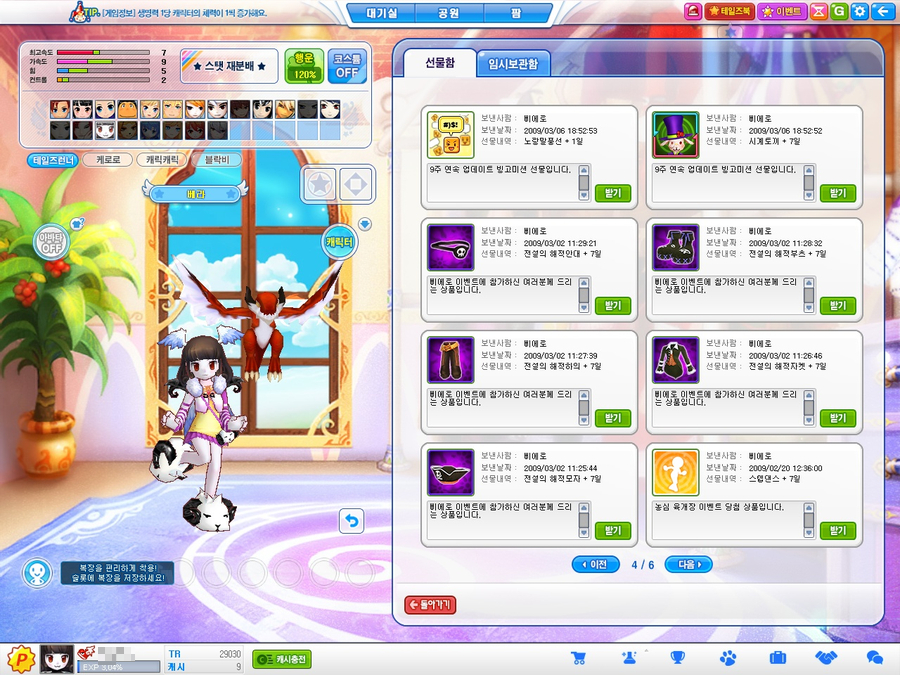 TIP. [게임정보] 생명력 1당 캐릭터의 체력이 1씩 증가해요.
대기실
공원
팜
테일즈북
이벤트
G
최고속도 7
가속도 9
힘 5
컨트롤 2
★ 스탯 재분배 ★
행운
120%
코스튬
OFF
테일즈런너
케로로
캐릭캐릭
블랙비
베라
아바타
OFF
캐릭터
복장을 편리하게 착용!
슬롯에 복장을 저장하세요!
선물함
임시보관함
보낸사람 : 삐에로
보낸날짜 : 2009/03/06 18:52:53
선물내역 : 노랑말풍선 + 1일
9주 연속 업데이트 빙고미션 선물입니다.
받기
보낸사람 : 삐에로
보낸날짜 : 2009/03/06 18:52:52
선물내역 : 시계토끼 + 7일
9주 연속 업데이트 빙고미션 선물입니다.
받기
보낸사람 : 삐에로
보낸날짜 : 2009/03/02 11:29:21
선물내역 : 전설의 해적안대 + 7일
삐에로 이벤트에 참가하신 여러분께 드리
는 상품입니다.
받기
보낸사람 : 삐에로
보낸날짜 : 2009/03/02 11:28:32
선물내역 : 전설의 해적부츠 + 7일
삐에로 이벤트에 참가하신 여러분께 드리
는 상품입니다.
받기
보낸사람 : 삐에로
보낸날짜 : 2009/03/02 11:27:39
선물내역 : 전설의 해적하의 + 7일
삐에로 이벤트에 참가하신 여러분께 드리
는 상품입니다.
받기
보낸사람 : 삐에로
보낸날짜 : 2009/03/02 11:26:46
선물내역 : 전설의 해적자켓 + 7일
삐에로 이벤트에 참가하신 여러분께 드리
는 상품입니다.
받기
보낸사람 : 삐에로
보낸날짜 : 2009/03/02 11:25:44
선물내역 : 전설의 해적모자 + 7일
삐에로 이벤트에 참가하신 여러분께 드리
는 상품입니다.
받기
보낸사람 : 삐에로
보낸날짜 : 2009/02/20 12:36:00
선물내역 : 스텝댄스 + 7일
농심 육개장 이벤트 당첨 상품입니다.
받기
이전
4 / 6
다음
돌아가기
P
EXP 3.04%
TR 29030
캐시 9
캐시충전